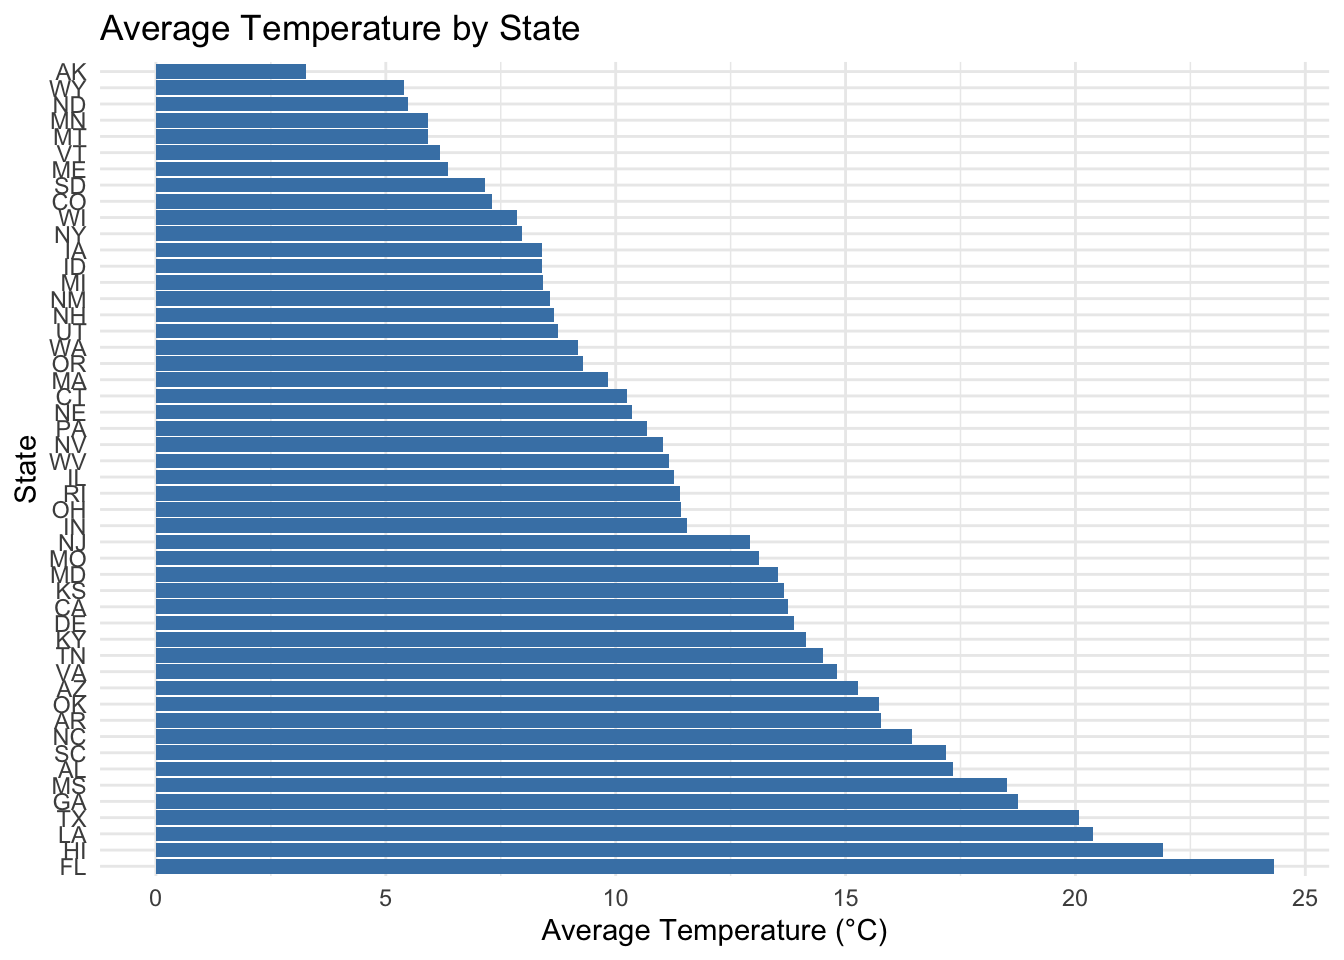 Average Temperature by State
AK
WY
ND
MN
MT
VT
ME
SD
CO
WI
NY
IA
ID
MI
NM
NH
UT
WA
OR
MA
CT
NE
PA
NV
WV
IL
RI
OH
IN
NJ
MO
MD
KS
CA
DE
KY
TN
VA
AZ
OK
AR
NC
SC
AL
MS
GA
TX
LA
HI
FL
State
0 5 10 15 20 25
Average Temperature (°C)